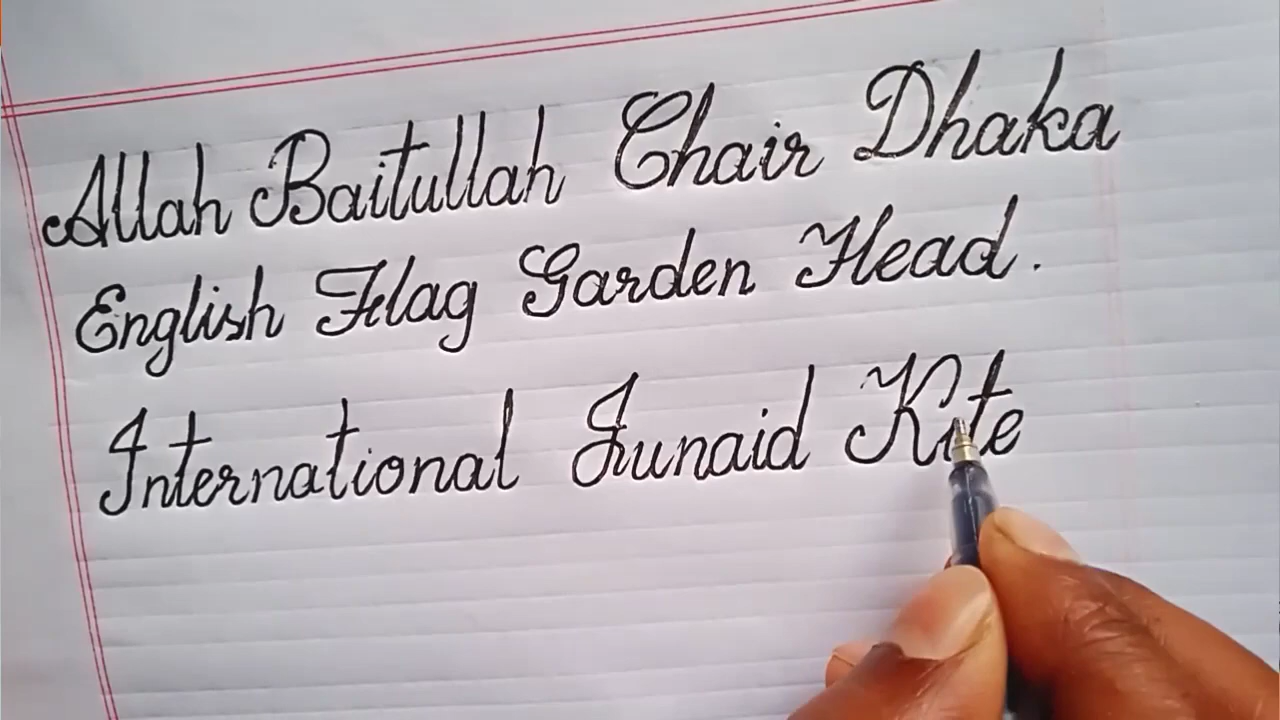 Allah Baitullah Chair Dhaka
English Flag Garden Head.
International Junaid Kite